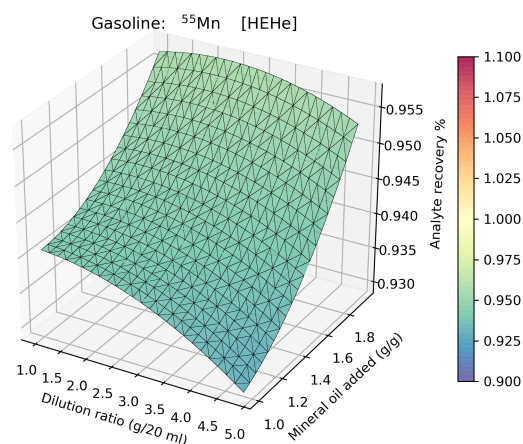 Gasoline: ⁵⁵Mn [HEHe]
0.955
0.950
0.945
0.940
0.935
0.930
Analyte recovery %
1.0 1.5 2.0 2.5 3.0 3.5 4.0 4.5 5.0
Dilution ratio (g/20 ml)
1.0 1.2 1.4 1.6 1.8
Mineral oil added (g/g)
1.100
1.075
1.050
1.025
1.000
0.975
0.950
0.925
0.900